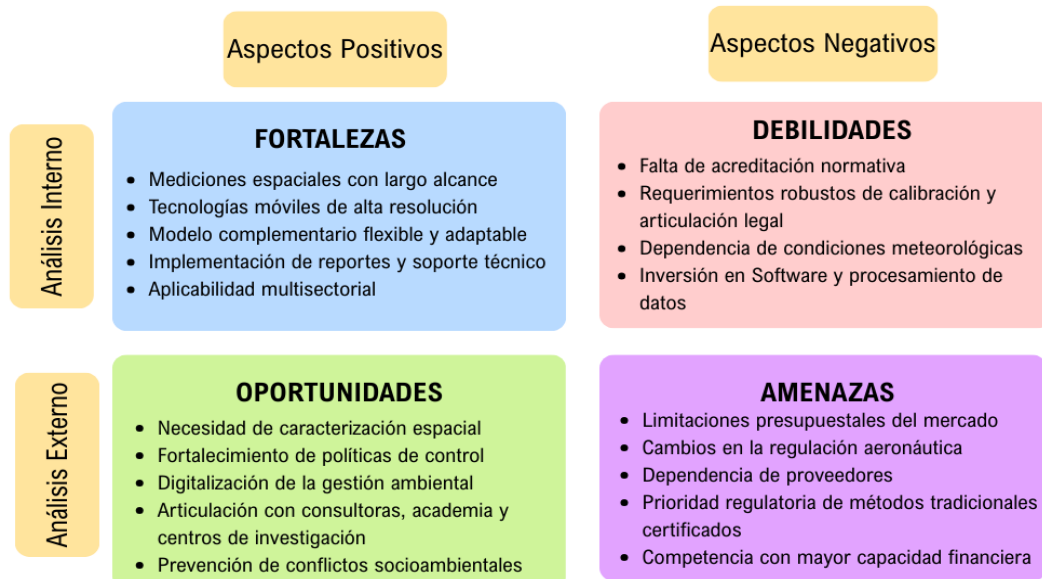 Aspectos Positivos
Aspectos Negativos
Análisis Interno
FORTALEZAS
• Mediciones espaciales con largo alcance
• Tecnologías móviles de alta resolución
• Modelo complementario flexible y adaptable
• Implementación de reportes y soporte técnico
• Aplicabilidad multisectorial
DEBILIDADES
• Falta de acreditación normativa
• Requerimientos robustos de calibración y
articulación legal
• Dependencia de condiciones meteorológicas
• Inversión en Software y procesamiento de
datos
Análisis Externo
OPORTUNIDADES
• Necesidad de caracterización espacial
• Fortalecimiento de políticas de control
• Digitalización de la gestión ambiental
• Articulación con consultoras, academia y
centros de investigación
• Prevención de conflictos socioambientales
AMENAZAS
• Limitaciones presupuestales del mercado
• Cambios en la regulación aeronáutica
• Dependencia de proveedores
• Prioridad regulatoria de métodos tradicionales
certificados
• Competencia con mayor capacidad financiera